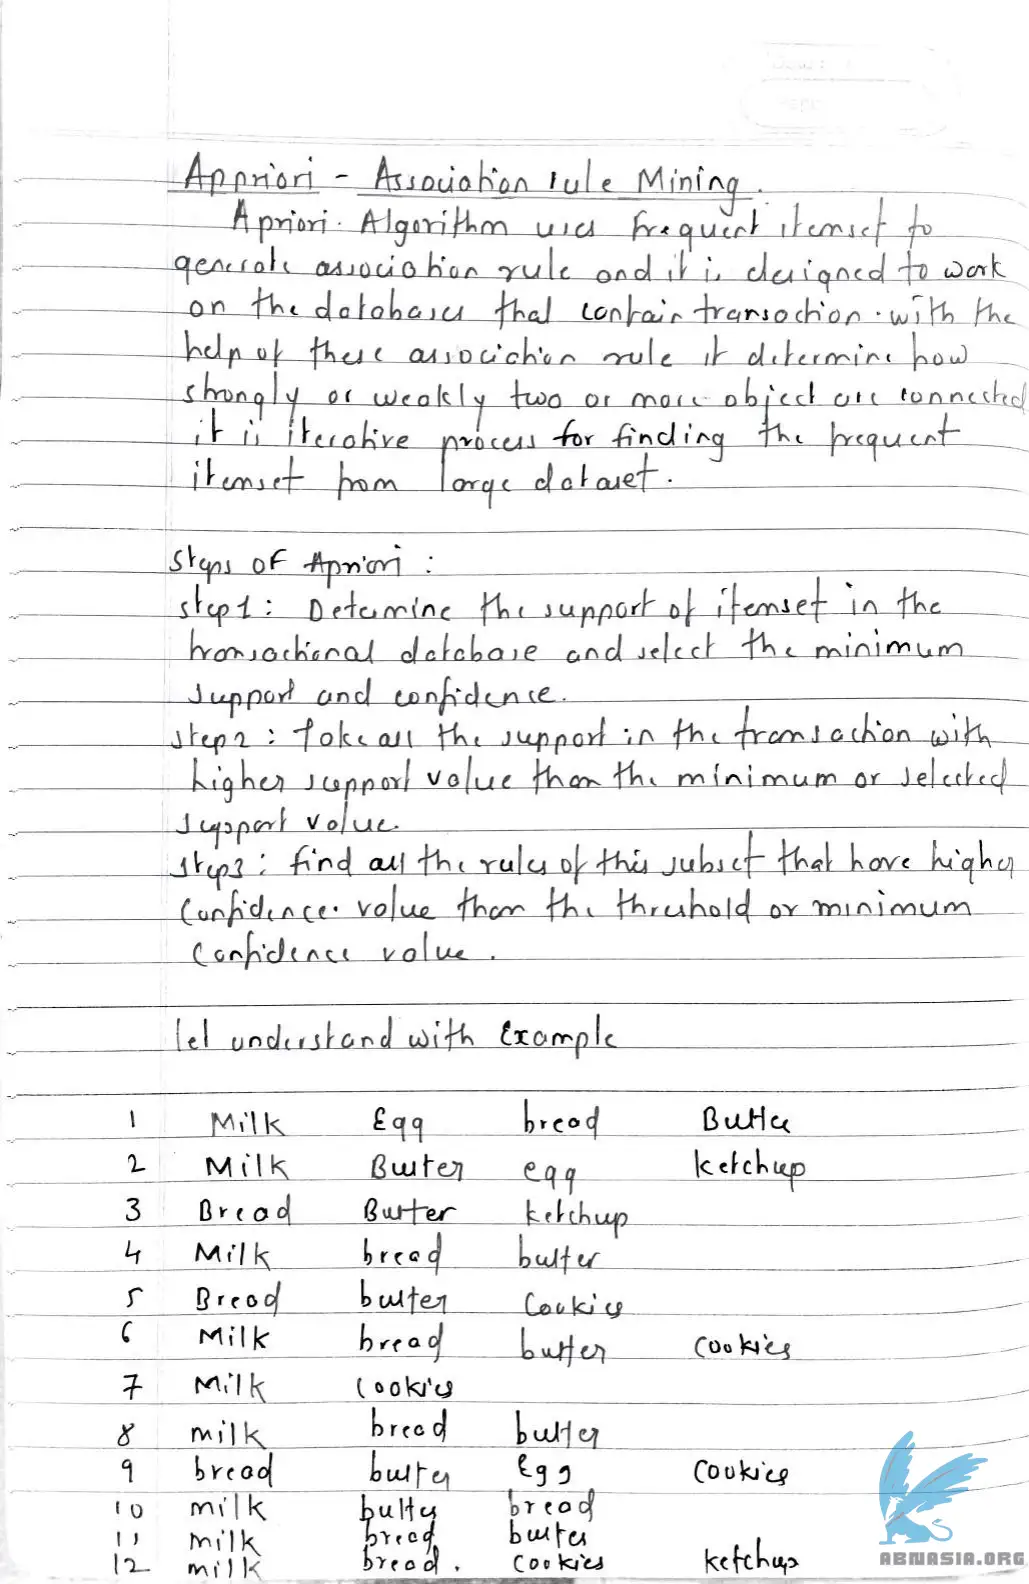 Appriori - Association rule Mining.
Apriori Algorithm uses frequent itemset to
generate association rule and it is designed to work
on the databases that contain transaction. with the
help of these association rule it determine how
strongly or weakly two or more object are connected
it is iterative process for finding the frequent
itemset from large dataset.
Steps of Apriori :
step1 : Determine the support of itemset in the
transactional database and select the minimum
support and confidence.
step2 : Take all the support in the transaction with
higher support value than the minimum or selected
support value.
step3 : find all the rules of this subset that have higher
Confidence value than the threshold or minimum
Confidence value.
let understand with Example
1 Milk Egg bread Butter
2 Milk Butter egg ketchup
3 Bread Butter ketchup
4 Milk bread butter
5 Bread butter Cookies
6 Milk bread butter Cookies
7 Milk Cookies
8 milk bread butter
9 bread butter Egg Cookies
10 milk butter bread
11 milk bread butter
12 milk bread. cookies ketchup
ABNASIA.ORG